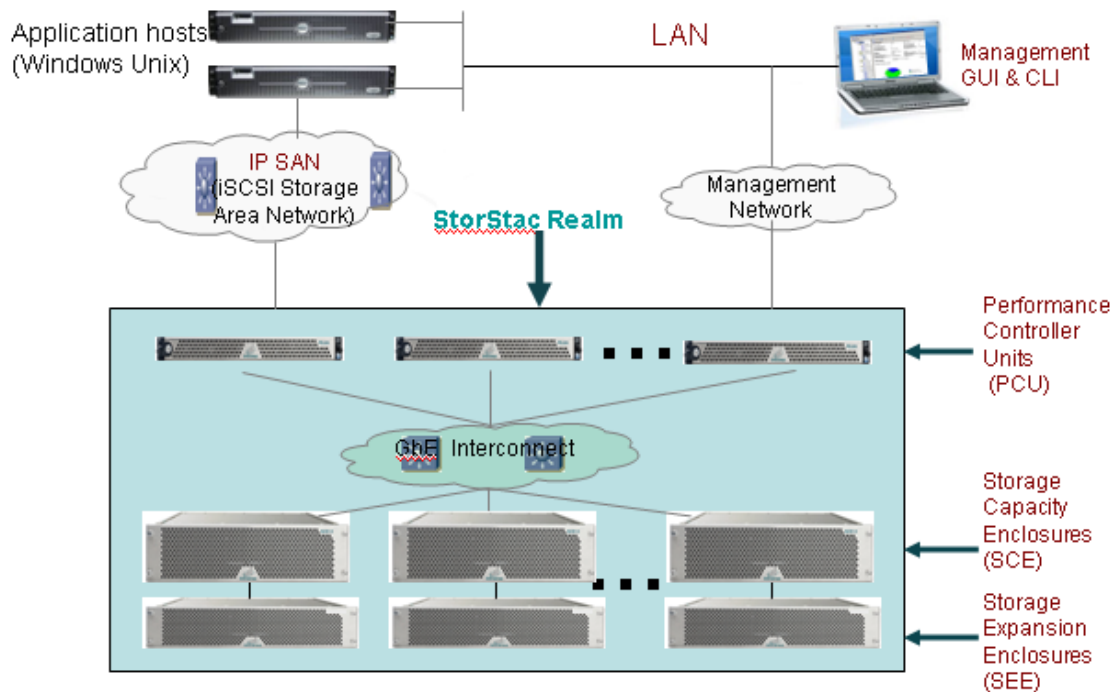 Application hosts
(Windows Unix)
LAN
Management
GUI & CLI
IP SAN
(iSCSI Storage
Area Network)
Management
Network
StorStac Realm
Performance
Controller
Units
(PCU)
GbE Interconnect
Storage
Capacity
Enclosures
(SCE)
Storage
Expansion
Enclosures
(SEE)